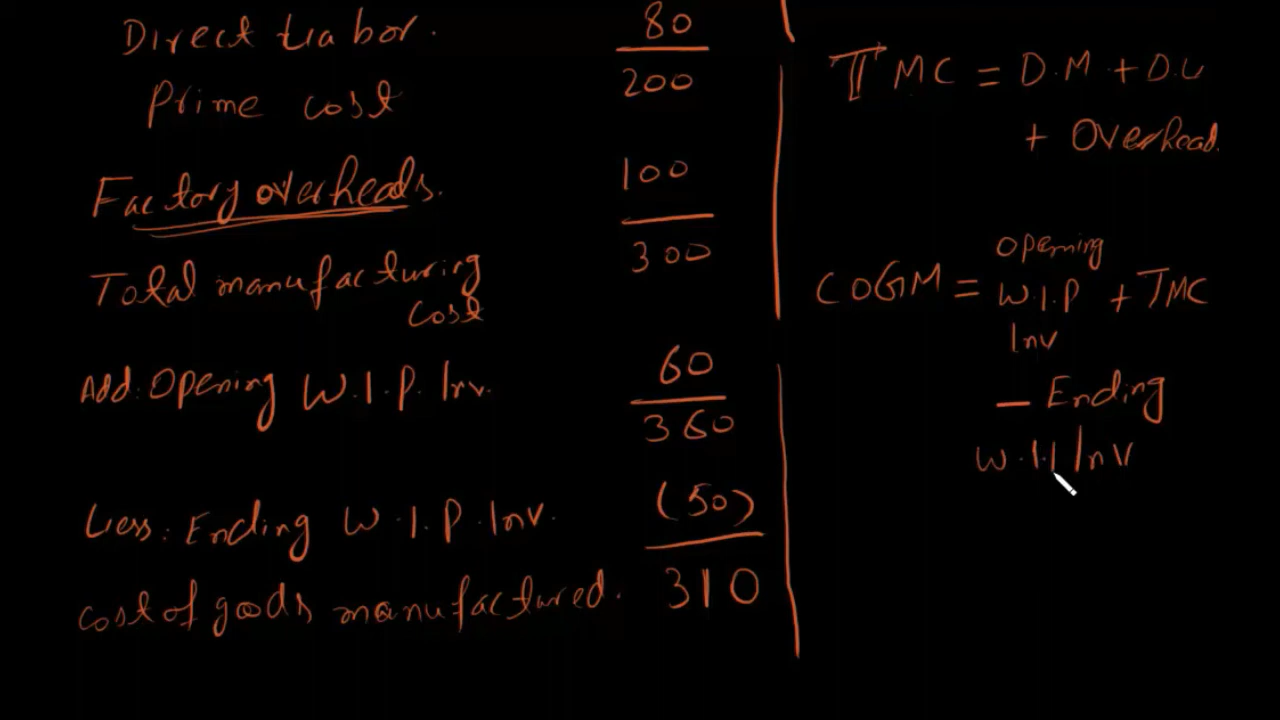 Direct Labor. 80
Prime cost 200
Factory overheads. 100
Total manufacturing 300
cost
Add: Opening W.I.P. Inv. 60
360
Less: Ending W.I.P. Inv. (50)
cost of goods manufactured. 310
TMC = D.M + D.L
+ Overhead.
COGM = Opening W.I.P Inv + TMC
— Ending
W.I.I Inv